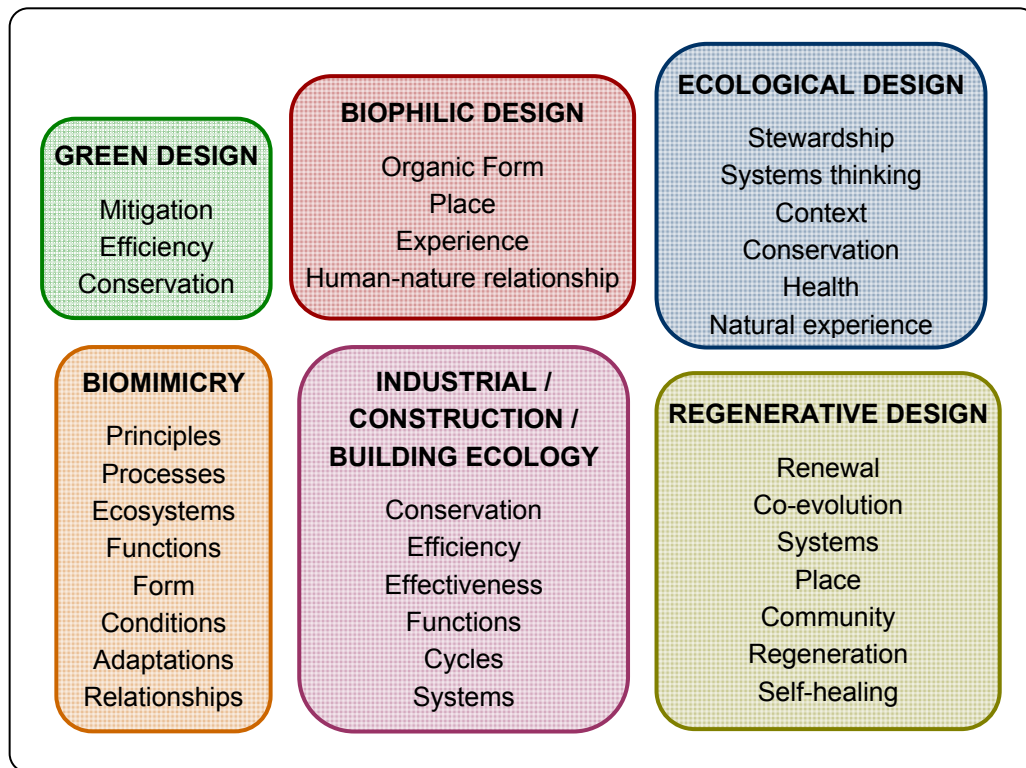 GREEN DESIGN
Mitigation
Efficiency
Conservation
BIOPHILIC DESIGN
Organic Form
Place
Experience
Human-nature relationship
ECOLOGICAL DESIGN
Stewardship
Systems thinking
Context
Conservation
Health
Natural experience
BIOMIMICRY
Principles
Processes
Ecosystems
Functions
Form
Conditions
Adaptations
Relationships
INDUSTRIAL /
CONSTRUCTION /
BUILDING ECOLOGY
Conservation
Efficiency
Effectiveness
Functions
Cycles
Systems
REGENERATIVE DESIGN
Renewal
Co-evolution
Systems
Place
Community
Regeneration
Self-healing